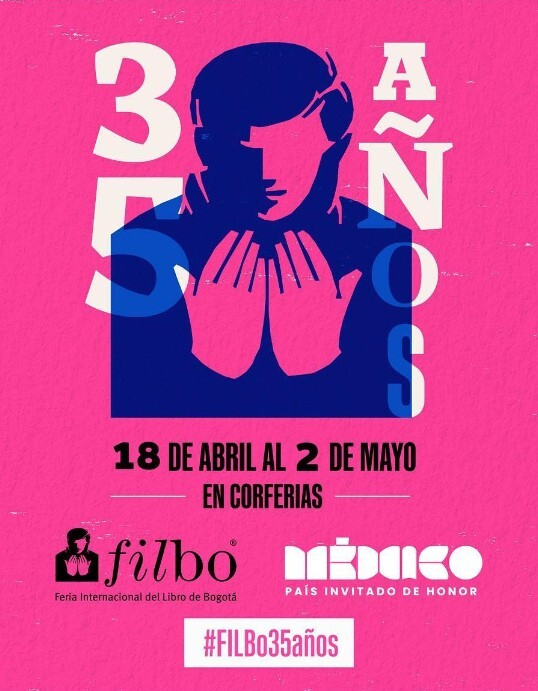 35
AÑOS
18 DE ABRIL AL 2 DE MAYO
EN CORFERIAS
filbo®
Feria Internacional del Libro de Bogotá
MÉXICO
PAÍS INVITADO DE HONOR
#FILBo35años